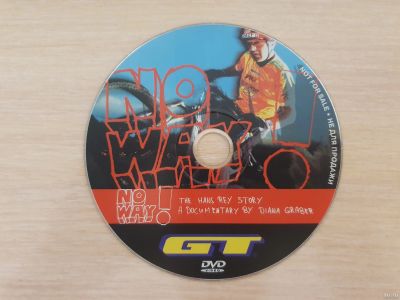 NO
WAY!
NOT FOR SALE • НЕ ДЛЯ ПРОДАЖИ
NO
WAY!
THE HANS REY STORY
A DOCUMENTARY BY DIANA GRABER
GT
DVD
VIDEO